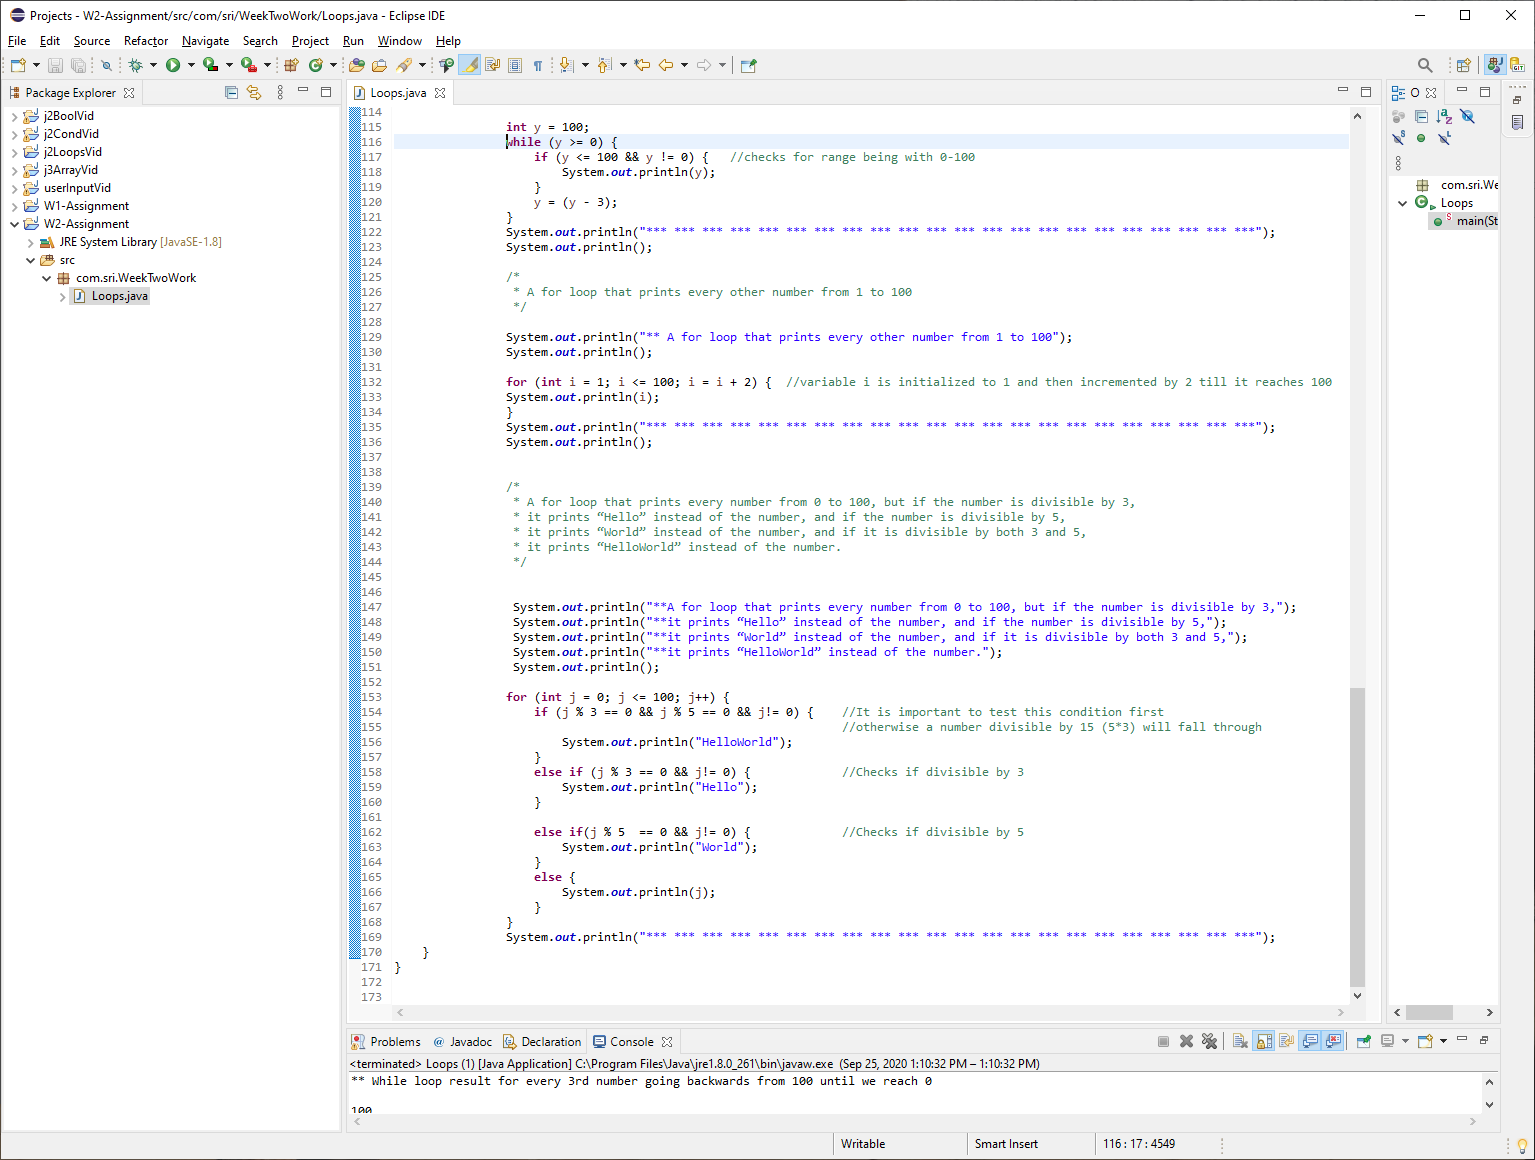 Projects - W2-Assignment/src/com/sri/WeekTwoWork/Loops.java - Eclipse IDE
File Edit Source Refactor Navigate Search Project Run Window Help
Package Explorer
j2BoolVid
j2CondVid
j2LoopsVid
j3ArrayVid
userInputVid
W1-Assignment
W2-Assignment
JRE System Library [JavaSE-1.8]
src
com.sri.WeekTwoWork
Loops.java
Loops.java
114
115 int y = 100;
116 while (y >= 0) {
117 if (y <= 100 && y != 0) { //checks for range being with 0-100
118 System.out.println(y);
119 }
120 y = (y - 3);
121 }
122 System.out.println("*** *** *** *** *** *** *** *** *** *** *** *** *** *** *** *** *** *** *** *** *** ***");
123 System.out.println();
124
125 /*
126 * A for loop that prints every other number from 1 to 100
127 */
128
129 System.out.println("** A for loop that prints every other number from 1 to 100");
130 System.out.println();
131
132 for (int i = 1; i <= 100; i = i + 2) { //variable i is initialized to 1 and then incremented by 2 till it reaches 100
133 System.out.println(i);
134 }
135 System.out.println("*** *** *** *** *** *** *** *** *** *** *** *** *** *** *** *** *** *** *** *** *** ***");
136 System.out.println();
137
138
139 /*
140 * A for loop that prints every number from 0 to 100, but if the number is divisible by 3,
141 * it prints “Hello” instead of the number, and if the number is divisible by 5,
142 * it prints “World” instead of the number, and if it is divisible by both 3 and 5,
143 * it prints “HelloWorld” instead of the number.
144 */
145
146
147 System.out.println("**A for loop that prints every number from 0 to 100, but if the number is divisible by 3,");
148 System.out.println("**it prints “Hello” instead of the number, and if the number is divisible by 5,");
149 System.out.println("**it prints “World” instead of the number, and if it is divisible by both 3 and 5,");
150 System.out.println("**it prints “HelloWorld” instead of the number.");
151 System.out.println();
152
153 for (int j = 0; j <= 100; j++) {
154 if (j % 3 == 0 && j % 5 == 0 && j!= 0) { //It is important to test this condition first
155 //otherwise a number divisible by 15 (5*3) will fall through
156 System.out.println("HelloWorld");
157 }
158 else if (j % 3 == 0 && j!= 0) { //Checks if divisible by 3
159 System.out.println("Hello");
160 }
161
162 else if(j % 5  == 0 && j!= 0) { //Checks if divisible by 5
163 System.out.println("World");
164 }
165 else {
166 System.out.println(j);
167 }
168 }
169 System.out.println("*** *** *** *** *** *** *** *** *** *** *** *** *** *** *** *** *** *** *** *** *** ***");
170 }
171 }
172
173
O
com.sri.We
Loops
main(St
Problems @ Javadoc Declaration Console
<terminated> Loops (1) [Java Application] C:\Program Files\Java\jre1.8.0_261\bin\javaw.exe (Sep 25, 2020 1:10:32 PM – 1:10:32 PM)
** While loop result for every 3rd number going backwards from 100 until we reach 0
100
Writable Smart Insert 116 : 17 : 4549